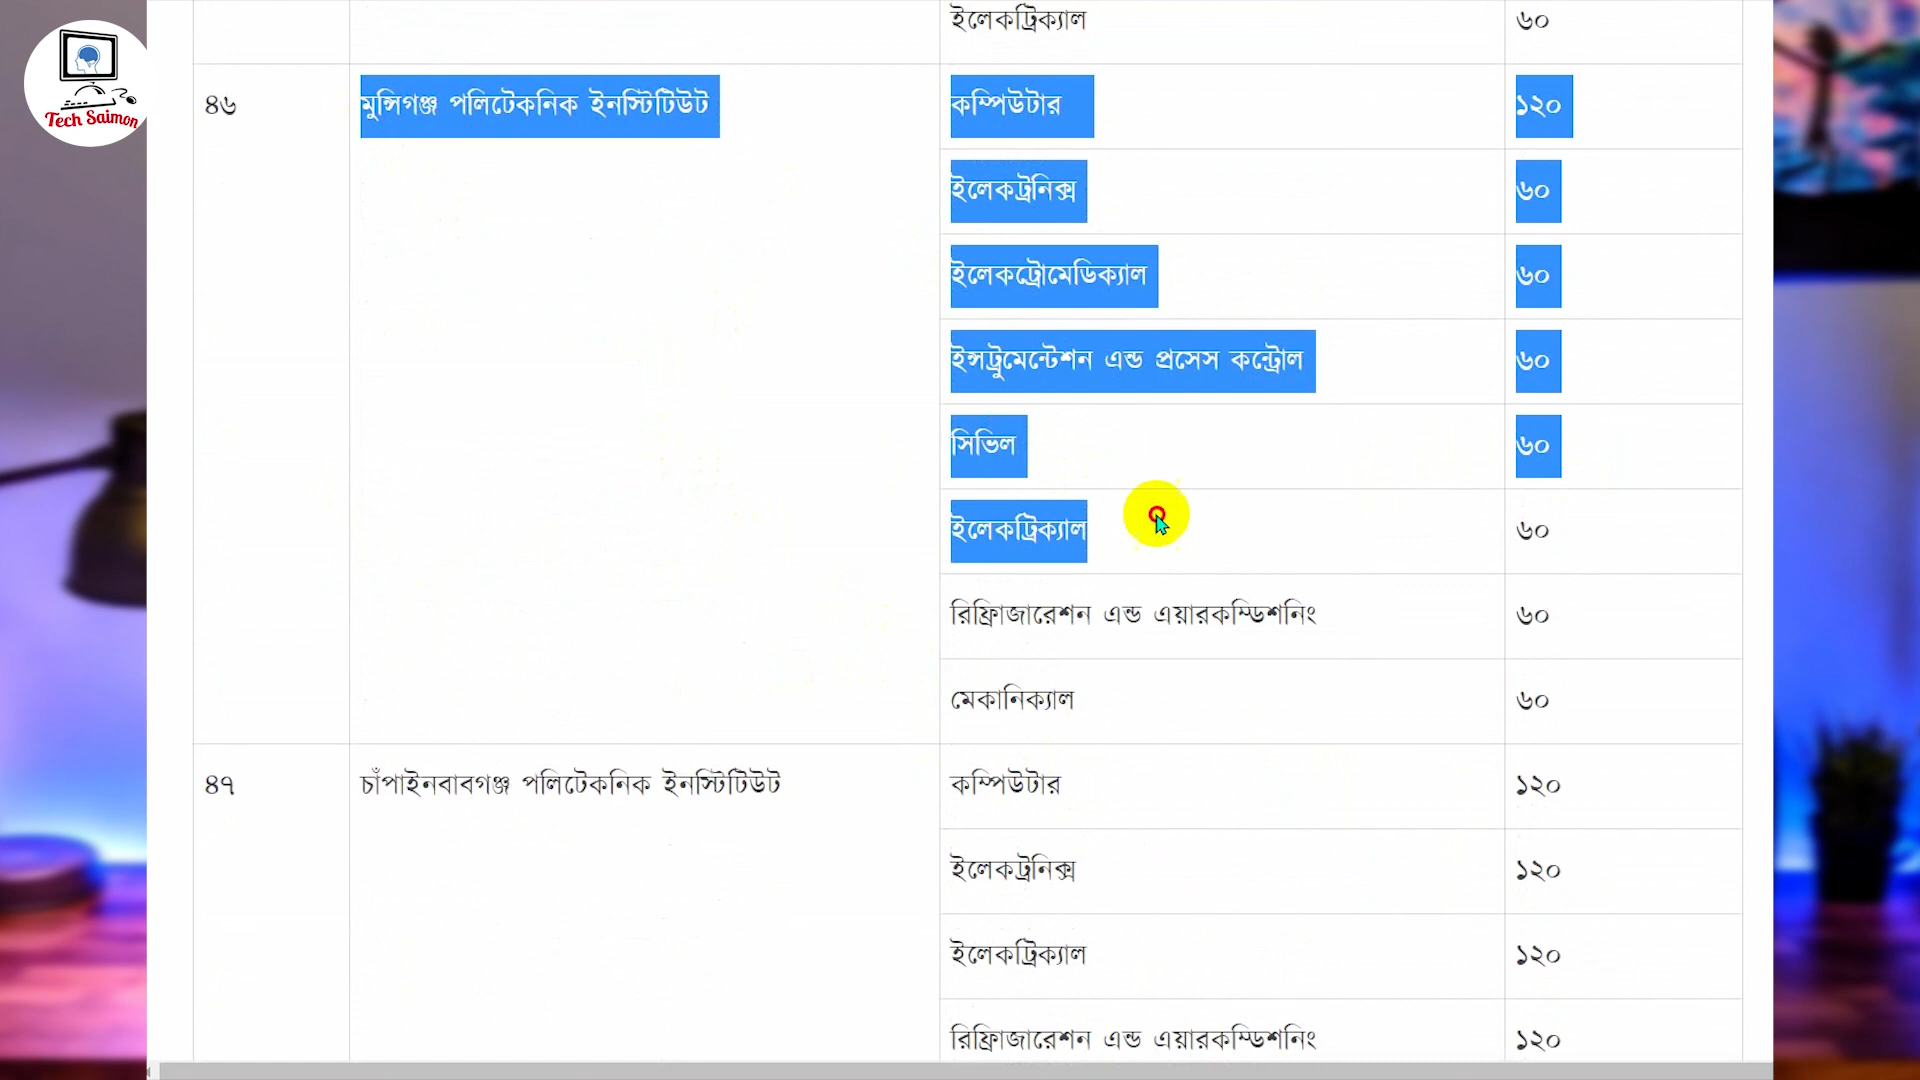 Tech Saimon
ইলেকট্রিক্যাল ৬০
৪৬ মুন্সিগঞ্জ পলিটেকনিক ইনস্টিটিউট কম্পিউটার ১২০
ইলেকট্রনিক্স ৬০
ইলেকট্রোমেডিক্যাল ৬০
ইন্সট্রুমেন্টেশন এন্ড প্রসেস কন্ট্রোল ৬০
সিভিল ৬০
ইলেকট্রিক্যাল ৬০
রিফ্রিজারেশন এন্ড এয়ারকন্ডিশনিং ৬০
মেকানিক্যাল ৬০
৪৭ চাঁপাইনবাবগঞ্জ পলিটেকনিক ইনস্টিটিউট কম্পিউটার ১২০
ইলেকট্রনিক্স ১২০
ইলেকট্রিক্যাল ১২০
রিফ্রিজারেশন এন্ড এয়ারকন্ডিশনিং ১২০